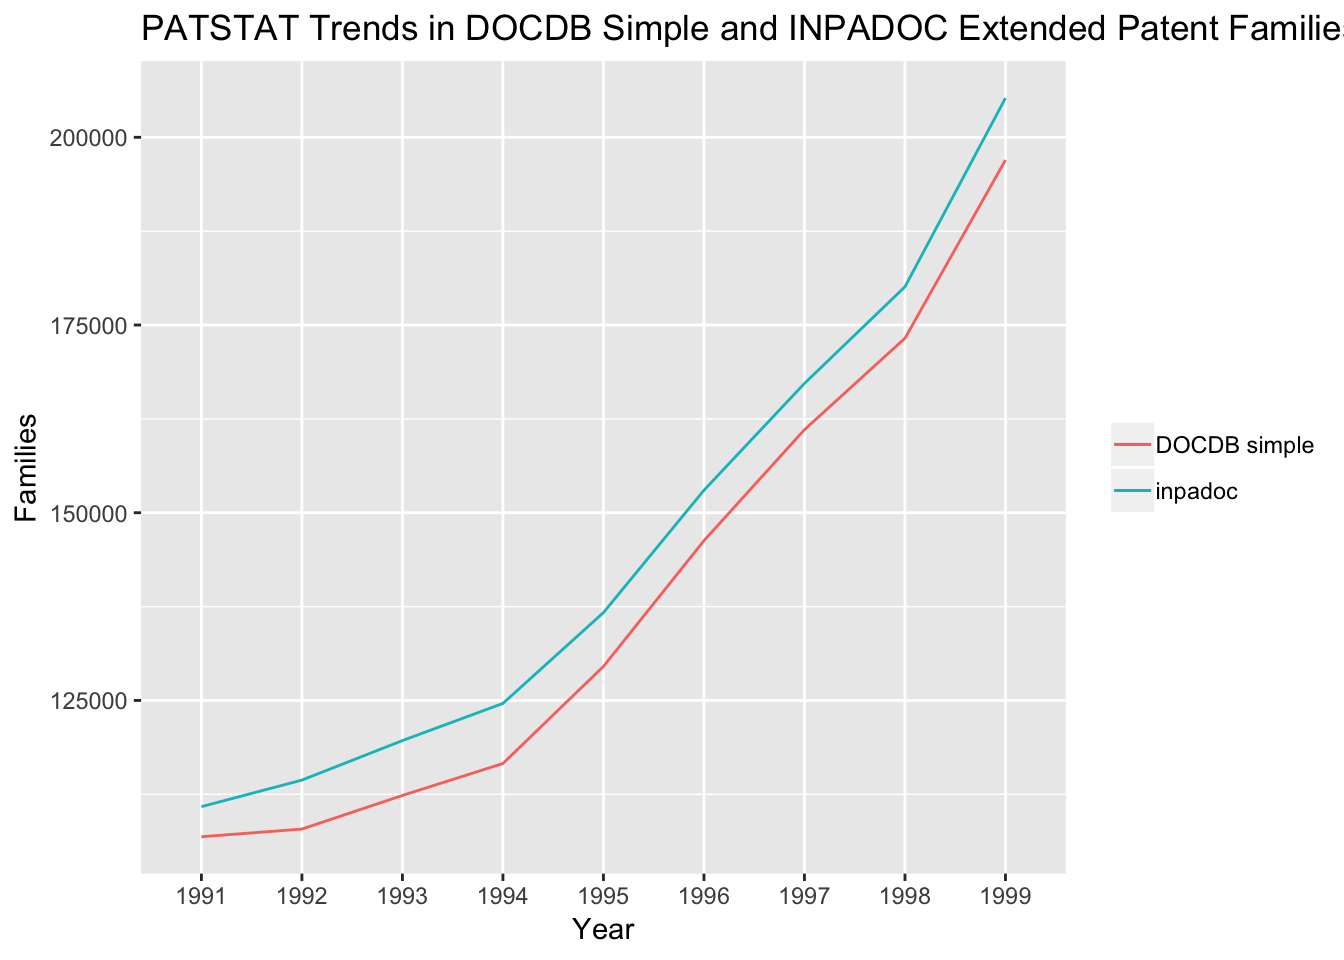 PATSTAT Trends in DOCDB Simple and INPADOC Extended Patent Familie
Families
200000
175000
150000
125000
1991 1992 1993 1994 1995 1996 1997 1998 1999
Year
DOCDB simple
inpadoc